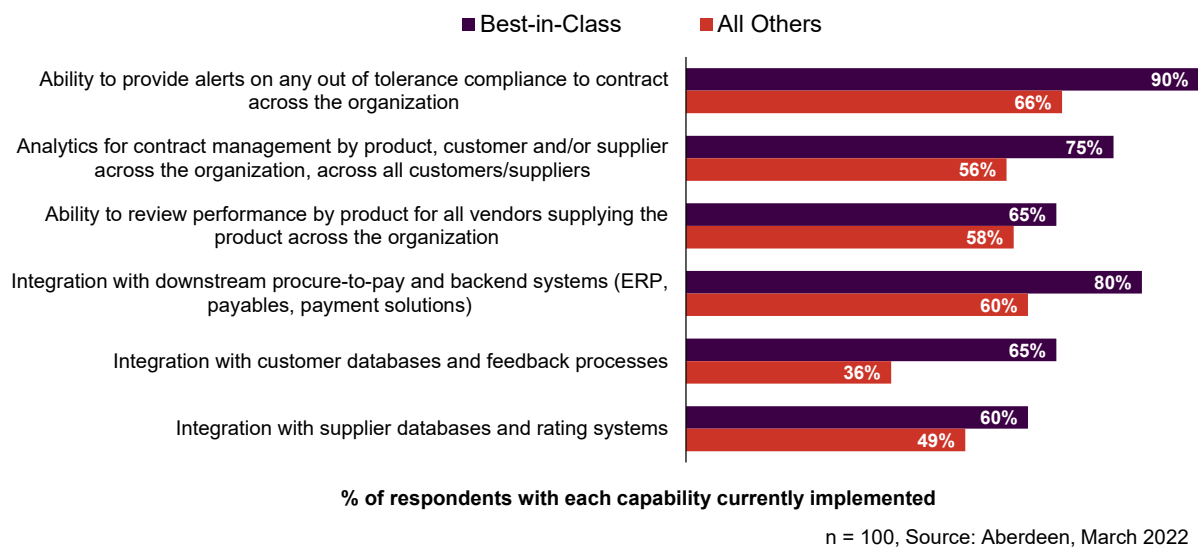 Best-in-Class All Others
Ability to provide alerts on any out of tolerance compliance to contract
across the organization
90%
66%
Analytics for contract management by product, customer and/or supplier
across the organization, across all customers/suppliers
75%
56%
Ability to review performance by product for all vendors supplying the
product across the organization
65%
58%
Integration with downstream procure-to-pay and backend systems (ERP,
payables, payment solutions)
80%
60%
Integration with customer databases and feedback processes
65%
36%
Integration with supplier databases and rating systems
60%
49%
% of respondents with each capability currently implemented
n = 100, Source: Aberdeen, March 2022